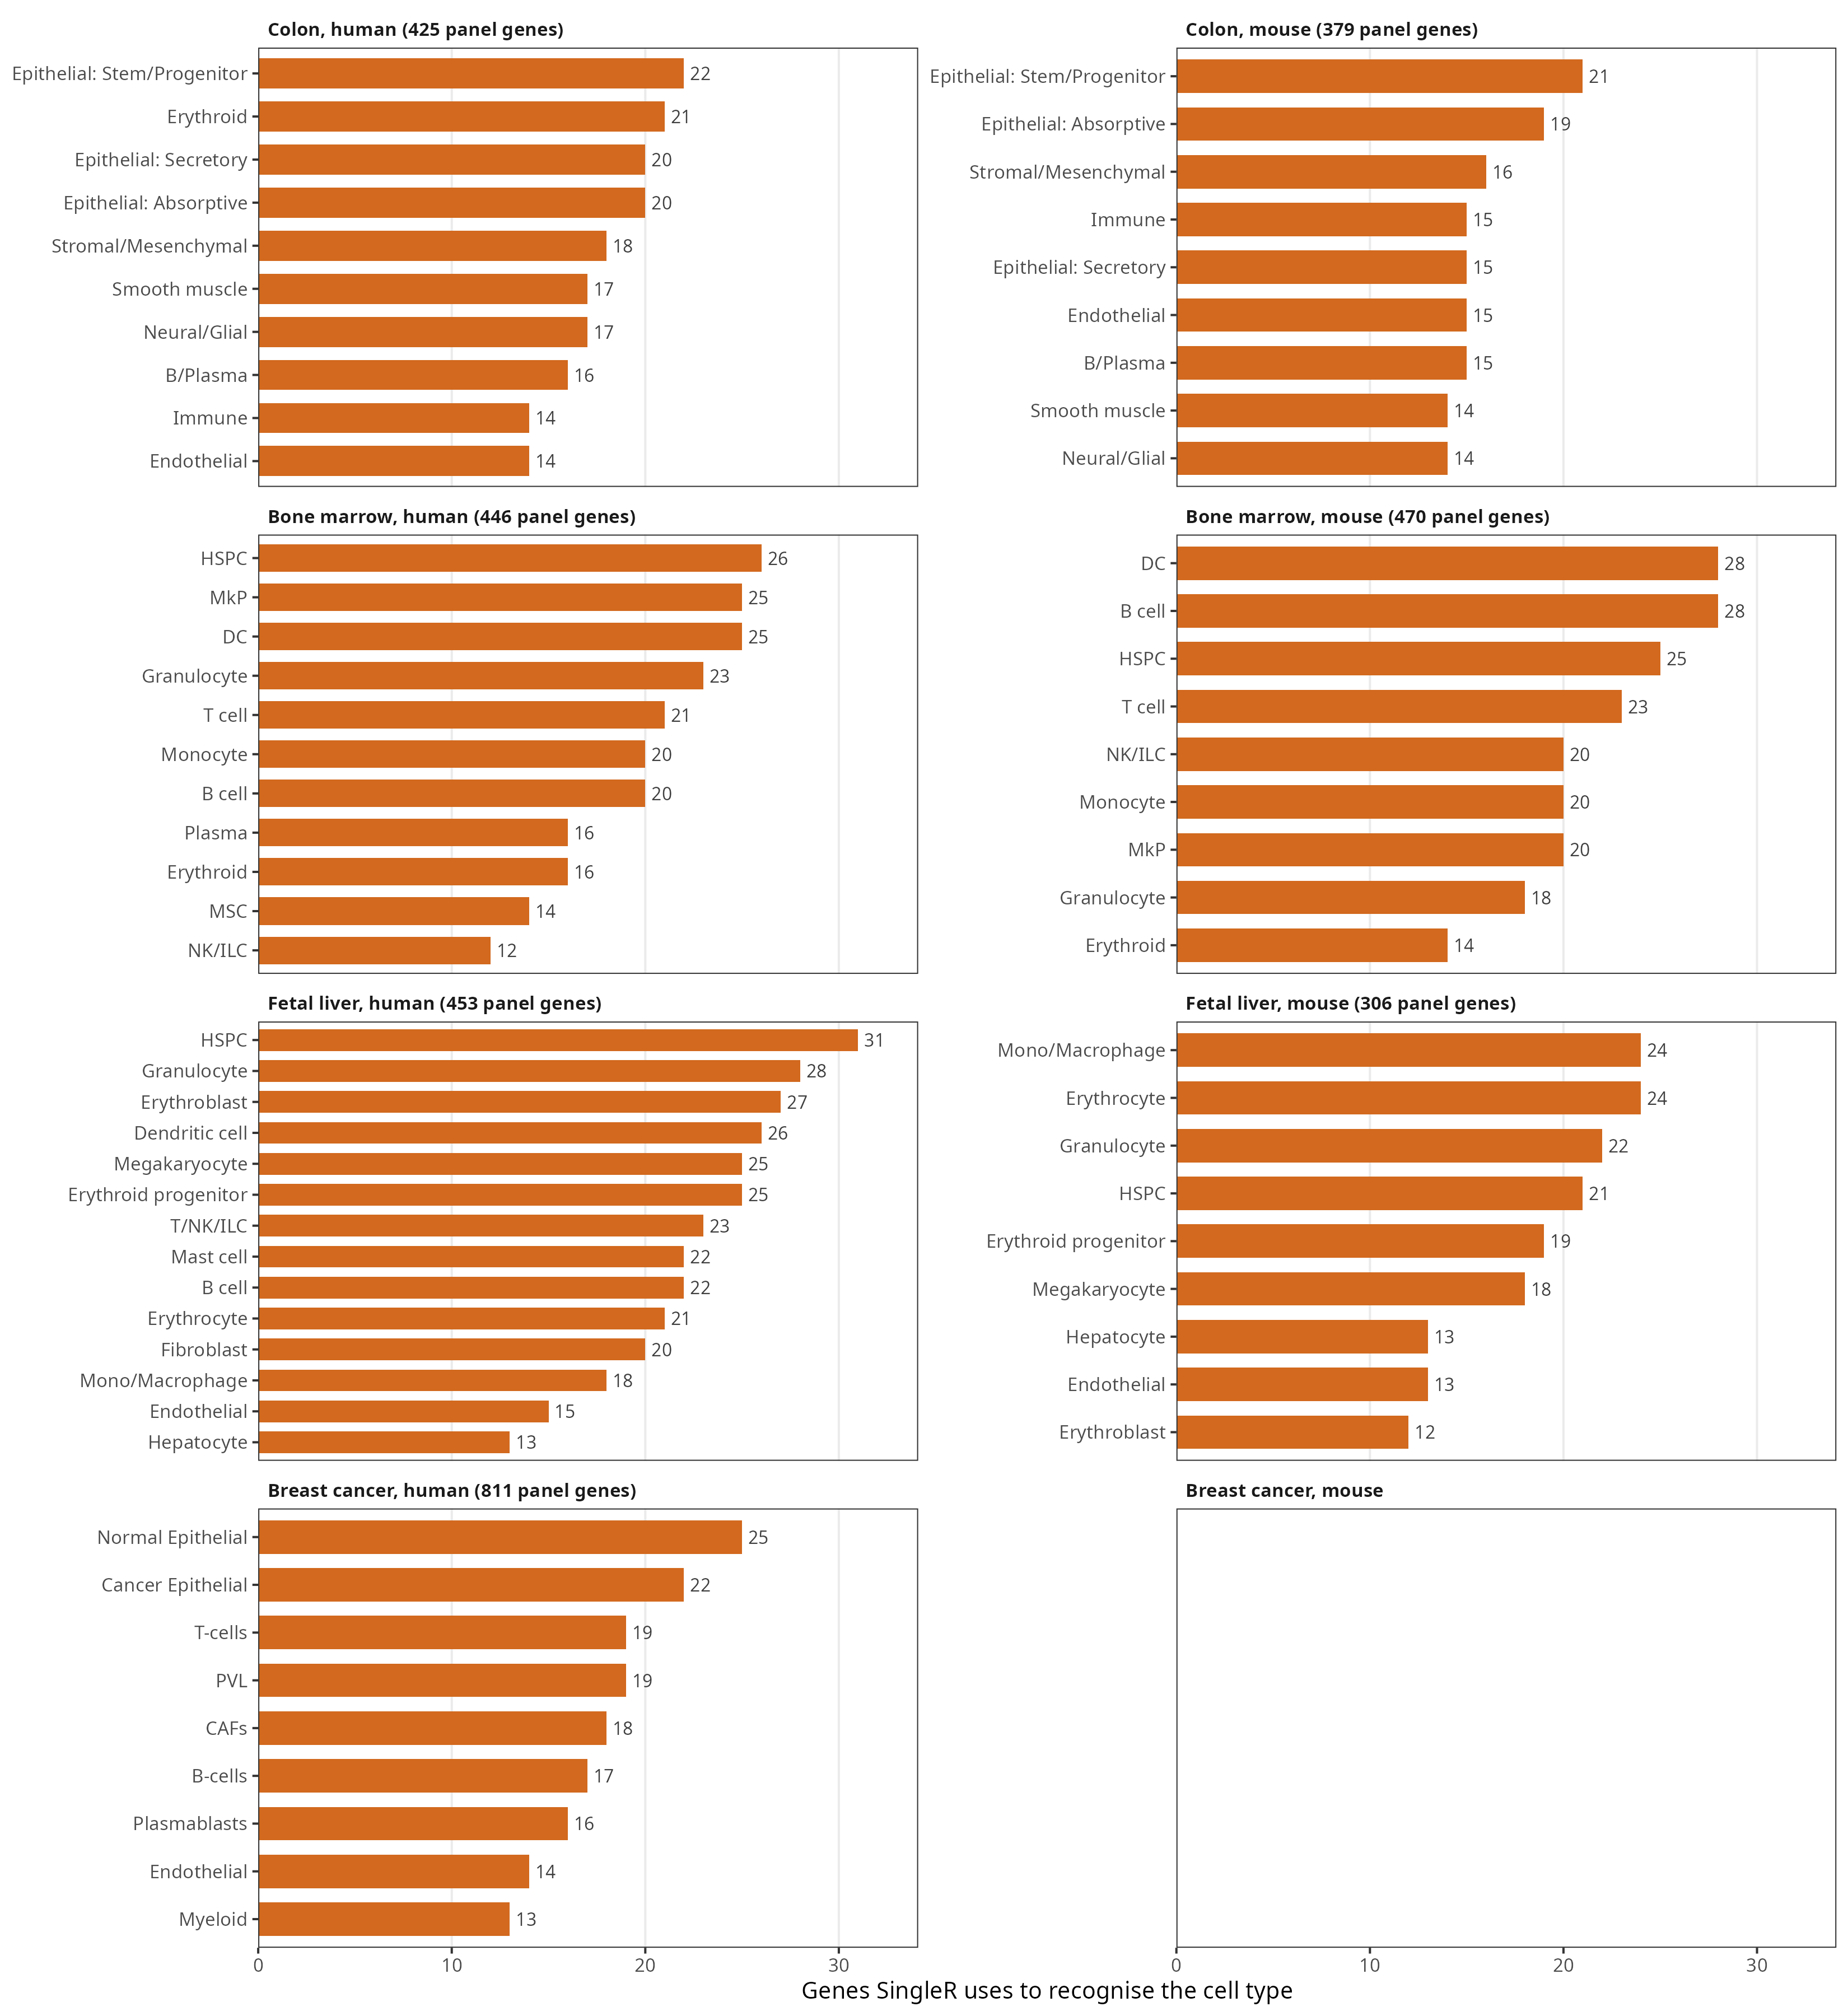 Colon, human (425 panel genes)
Epithelial: Stem/Progenitor 22
Erythroid 21
Epithelial: Secretory 20
Epithelial: Absorptive 20
Stromal/Mesenchymal 18
Smooth muscle 17
Neural/Glial 17
B/Plasma 16
Immune 14
Endothelial 14
Colon, mouse (379 panel genes)
Epithelial: Stem/Progenitor 21
Epithelial: Absorptive 19
Stromal/Mesenchymal 16
Immune 15
Epithelial: Secretory 15
Endothelial 15
B/Plasma 15
Smooth muscle 14
Neural/Glial 14
Bone marrow, human (446 panel genes)
HSPC 26
MkP 25
DC 25
Granulocyte 23
T cell 21
Monocyte 20
B cell 20
Plasma 16
Erythroid 16
MSC 14
NK/ILC 12
Bone marrow, mouse (470 panel genes)
DC 28
B cell 28
HSPC 25
T cell 23
NK/ILC 20
Monocyte 20
MkP 20
Granulocyte 18
Erythroid 14
Fetal liver, human (453 panel genes)
HSPC 31
Granulocyte 28
Erythroblast 27
Dendritic cell 26
Megakaryocyte 25
Erythroid progenitor 25
T/NK/ILC 23
Mast cell 22
B cell 22
Erythrocyte 21
Fibroblast 20
Mono/Macrophage 18
Endothelial 15
Hepatocyte 13
Fetal liver, mouse (306 panel genes)
Mono/Macrophage 24
Erythrocyte 24
Granulocyte 22
HSPC 21
Erythroid progenitor 19
Megakaryocyte 18
Hepatocyte 13
Endothelial 13
Erythroblast 12
Breast cancer, human (811 panel genes)
Normal Epithelial 25
Cancer Epithelial 22
T-cells 19
PVL 19
CAFs 18
B-cells 17
Plasmablasts 16
Endothelial 14
Myeloid 13
0 10 20 30
Breast cancer, mouse
0 10 20 30
Genes SingleR uses to recognise the cell type